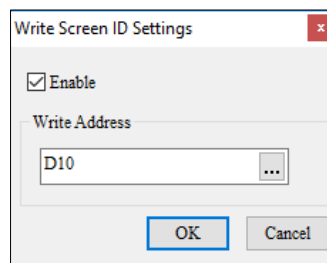 Write Screen ID Settings
x
Enable
Write Address
D10
...
OK
Cancel